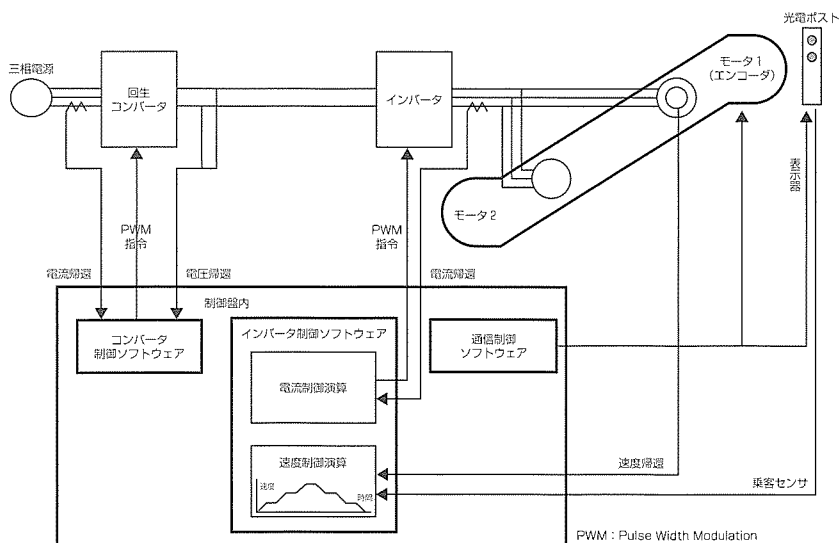 光電ポスト
三相電源
回生
コンバータ
インバータ
モータ1
(エンコーダ)
モータ2
表示器
PWM
指令
PWM
指令
電流帰還
電圧帰還
電流帰還
制御盤内
コンバータ
制御ソフトウェア
インバータ制御ソフトウェア
通信制御
ソフトウェア
電流制御演算
速度制御演算
速度
時間
速度帰還
乗客センサ
PWM：Pulse Width Modulation